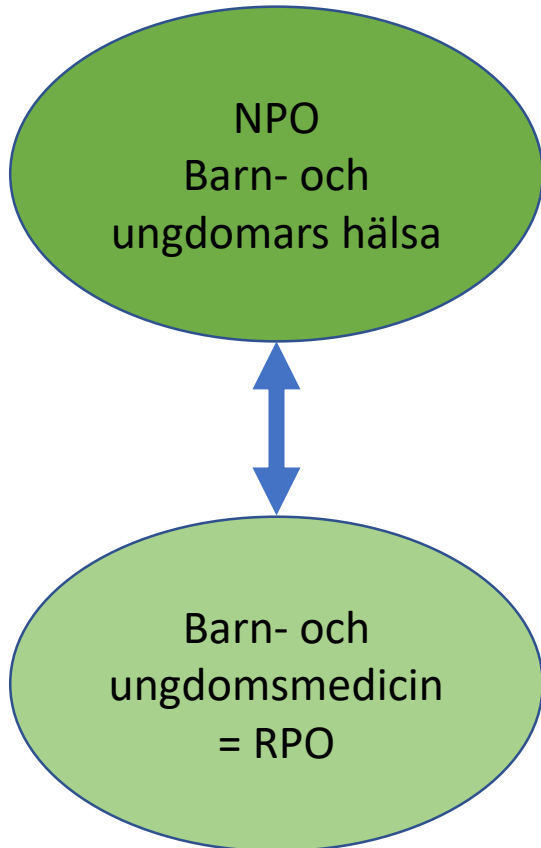 NPO
Barn- och
ungdomars hälsa
Barn- och
ungdomsmedicin
= RPO